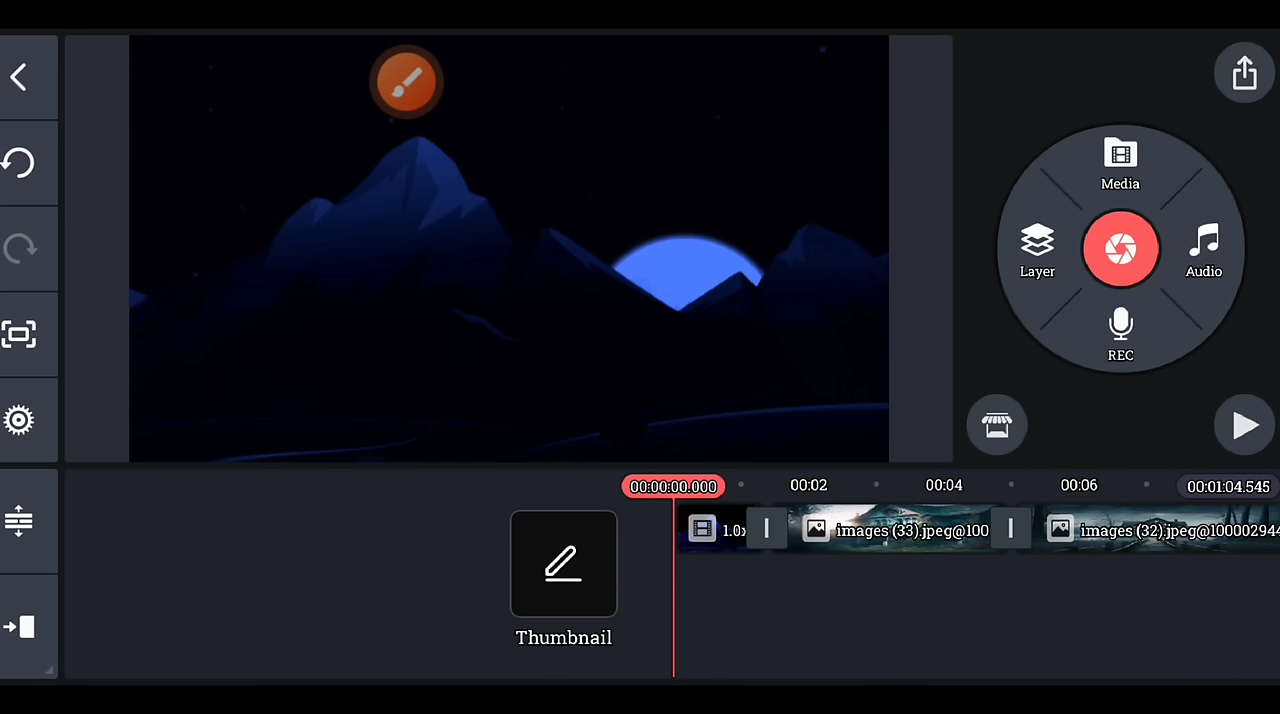 Media
Layer
Audio
REC
00:00:00.000
00:02
00:04
00:06
00:01:04.545
1.0x
images (33).jpeg@100
images (32).jpeg@100002944
Thumbnail